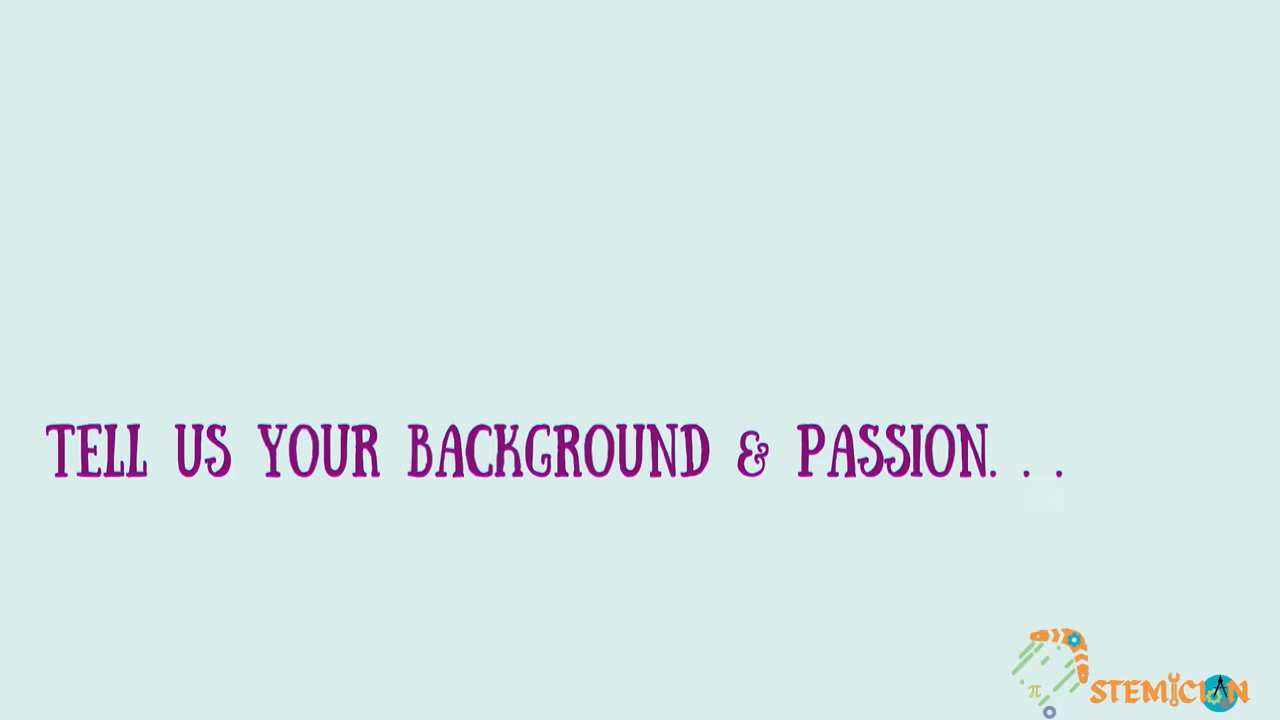 TELL US YOUR BACKGROUND & PASSION. . .
π
STEMICIAN